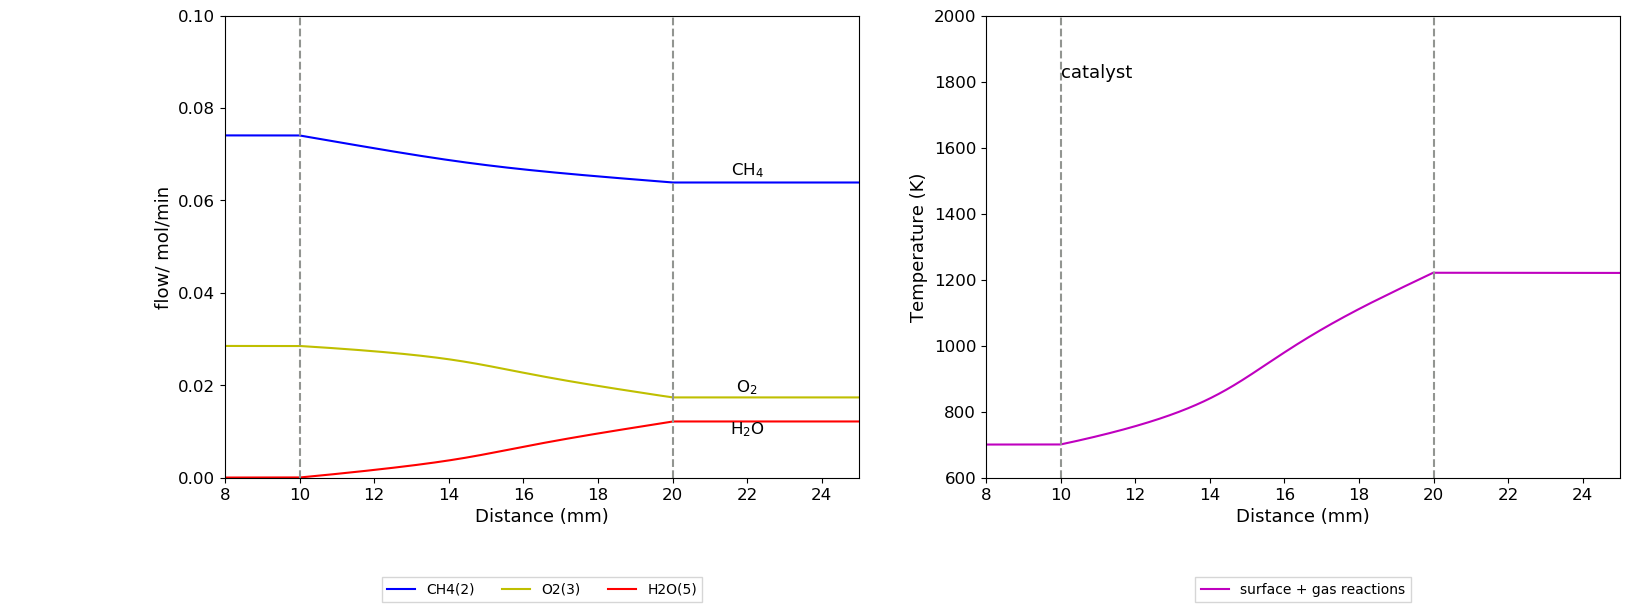 0.10
0.08
0.06
0.04
0.02
0.00
flow/ mol/min
CH₄
O₂
H₂O
8 10 12 14 16 18 20 22 24
Distance (mm)
CH4(2) O2(3) H2O(5)
2000
1800
1600
1400
1200
1000
800
600
Temperature (K)
catalyst
8 10 12 14 16 18 20 22 24
Distance (mm)
surface + gas reactions